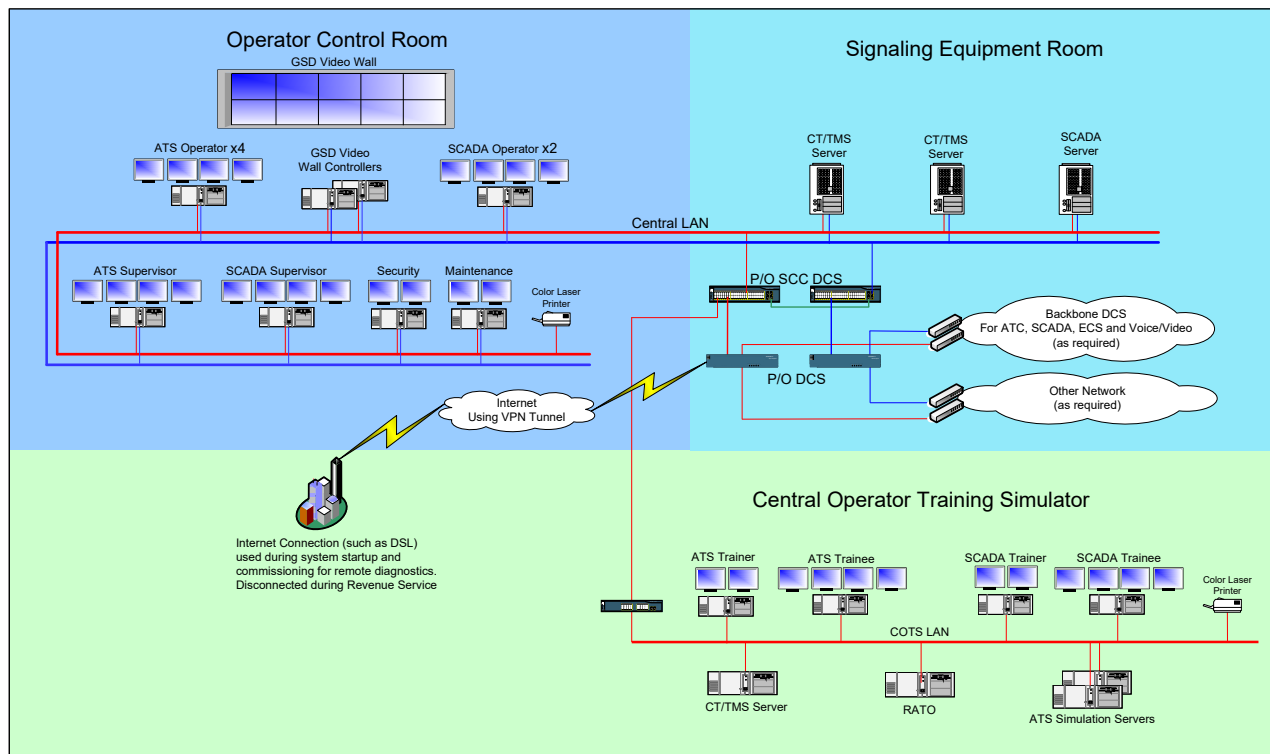 Operator Control Room
GSD Video Wall
ATS Operator x4
GSD Video
Wall Controllers
SCADA Operator x2
Central LAN
ATS Supervisor
SCADA Supervisor
Security
Maintenance
Color Laser
Printer
Signaling Equipment Room
CT/TMS
Server
CT/TMS
Server
SCADA
Server
P/O SCC DCS
P/O DCS
Backbone DCS
For ATC, SCADA, ECS and Voice/Video
(as required)
Other Network
(as required)
Internet
Using VPN Tunnel
Internet Connection (such as DSL)
used during system startup and
commissioning for remote diagnostics.
Disconnected during Revenue Service
Central Operator Training Simulator
ATS Trainer
ATS Trainee
SCADA Trainer
SCADA Trainee
Color Laser
Printer
COTS LAN
CT/TMS Server
RATO
ATS Simulation Servers